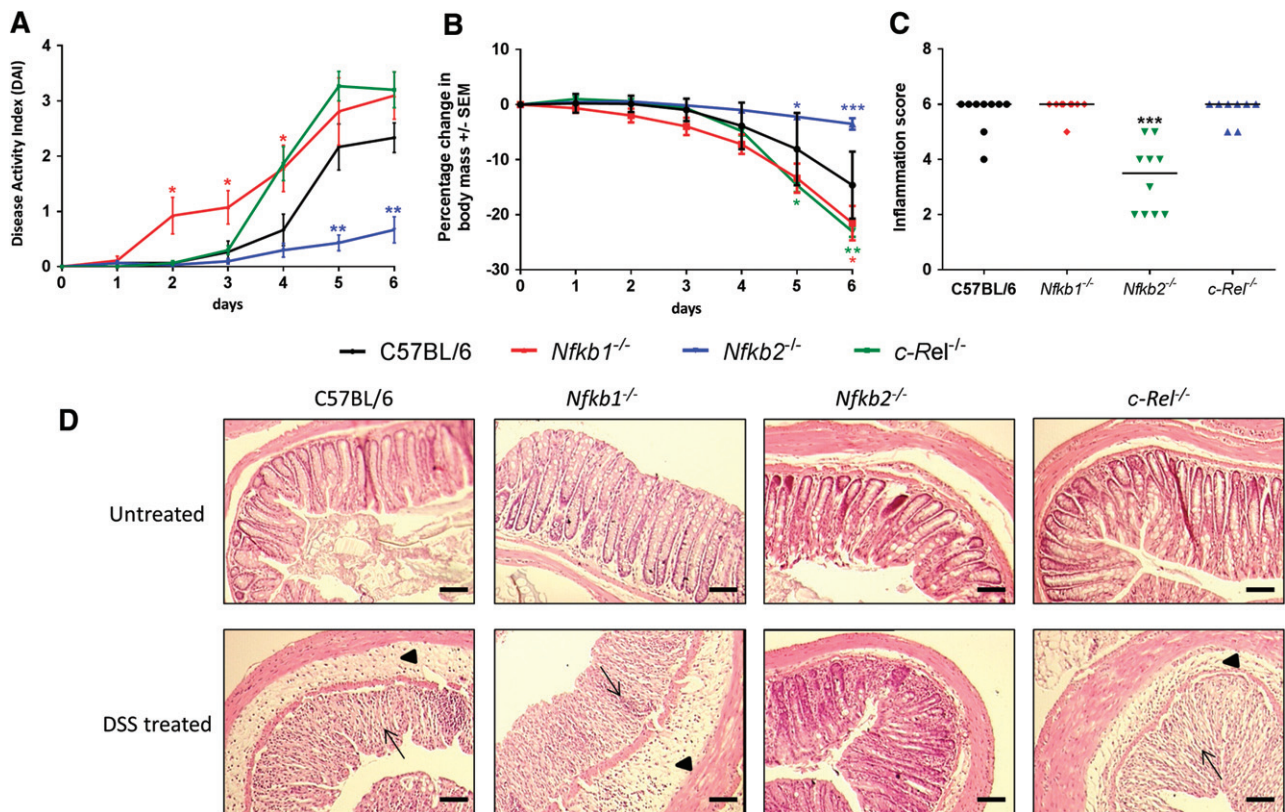 A
Disease Activity Index (DAI)
4
3
2
1
0
*
*
*
**
**
0 1 2 3 4 5 6
days
B
Percentage change in
body mass +/- SEM
10
0
-10
-20
-30
*
***
*
**
*
0 1 2 3 4 5 6
days
C
Inflammation score
8
6
4
2
0
***
C57BL/6 Nfkb1-/- Nfkb2-/- c-Rel-/-
C57BL/6 Nfkb1-/- Nfkb2-/- c-Rel-/-
D
C57BL/6 Nfkb1-/- Nfkb2-/- c-Rel-/-
Untreated
DSS treated